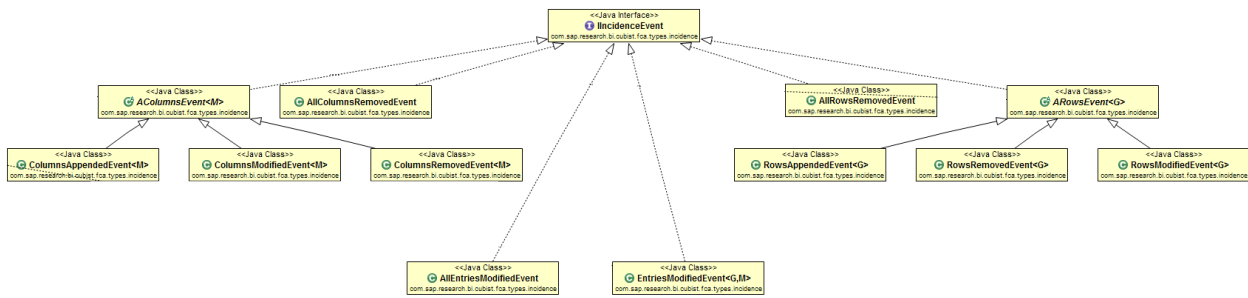 <<Java Interface>>
IIncidenceEvent
com.sap.research.bi.cubist.fca.types.incidence
<<Java Class>>
AColumnsEvent<M>
com.sap.research.bi.cubist.fca.types.incidence
<<Java Class>>
AllColumnsRemovedEvent
com.sap.research.bi.cubist.fca.types.incidence
<<Java Class>>
AllRowsRemovedEvent
com.sap.research.bi.cubist.fca.types.incidence
<<Java Class>>
ARowsEvent<G>
com.sap.research.bi.cubist.fca.types.incidence
<<Java Class>>
ColumnsAppendedEvent<M>
com.sap.research.bi.cubist.fca.types.incidence
<<Java Class>>
ColumnsModifiedEvent<M>
com.sap.research.bi.cubist.fca.types.incidence
<<Java Class>>
ColumnsRemovedEvent<M>
com.sap.research.bi.cubist.fca.types.incidence
<<Java Class>>
RowsAppendedEvent<G>
com.sap.research.bi.cubist.fca.types.incidence
<<Java Class>>
RowsRemovedEvent<G>
com.sap.research.bi.cubist.fca.types.incidence
<<Java Class>>
RowsModifiedEvent<G>
com.sap.research.bi.cubist.fca.types.incidence
<<Java Class>>
AllEntriesModifiedEvent
com.sap.research.bi.cubist.fca.types.incidence
<<Java Class>>
EntriesModifiedEvent<G,M>
com.sap.research.bi.cubist.fca.types.incidence